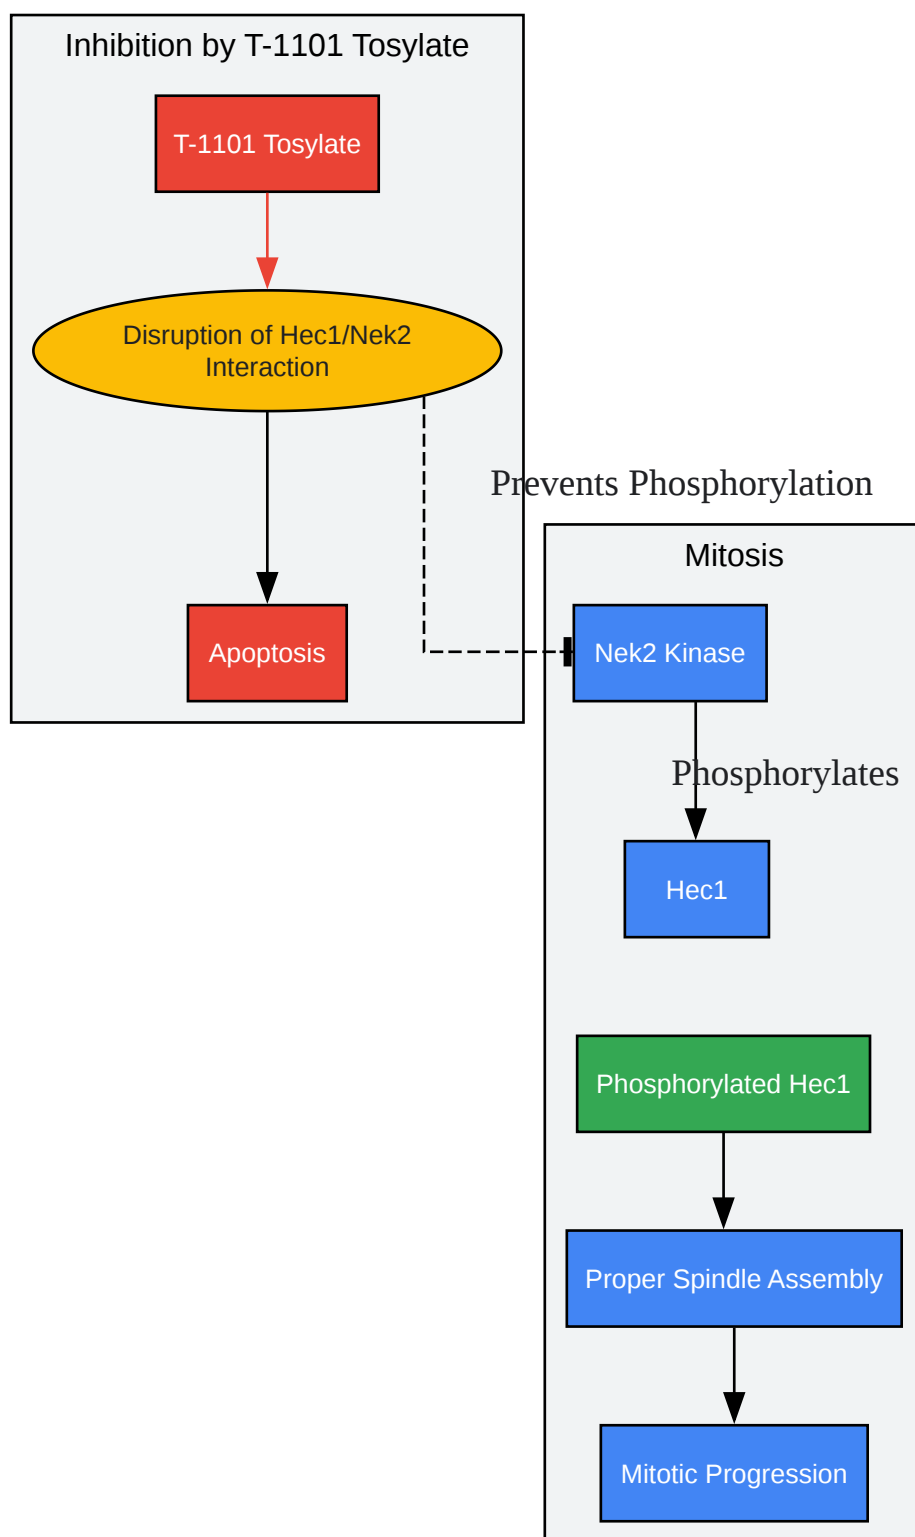 Inhibition by T-1101 Tosylate
T-1101 Tosylate
Disruption of Hec1/Nek2
Interaction
Apoptosis
Prevents Phosphorylation
Mitosis
Nek2 Kinase
Phosphorylates
Hec1
Phosphorylated Hec1
Proper Spindle Assembly
Mitotic Progression